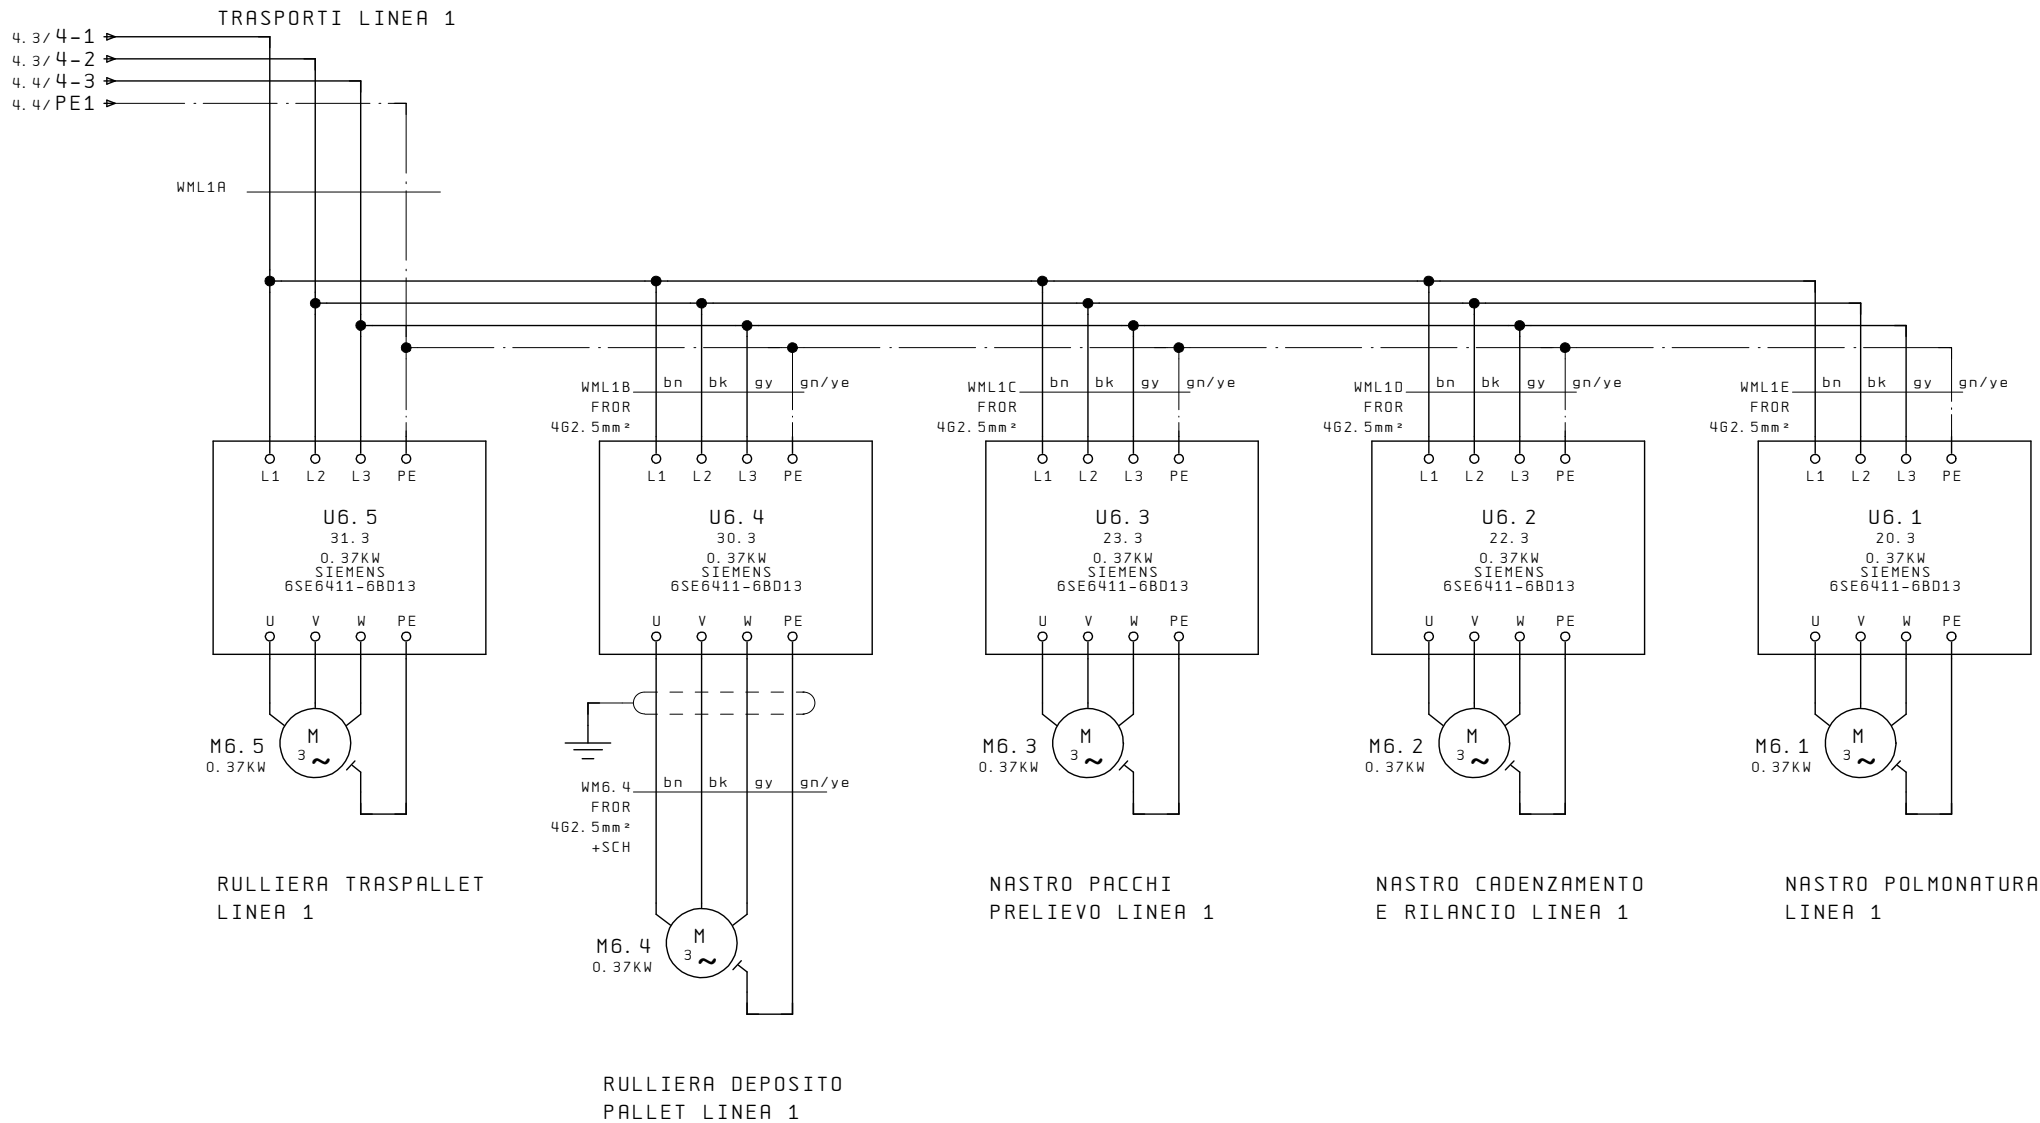 TRASPORTI LINEA 1
4.3/4-1
4.3/4-2
4.4/4-3
4.4/PE1
WML1A
WML1B bn bk gy gn/ye
FROR
4G2.5mm²
WML1C bn bk gy gn/ye
FROR
4G2.5mm²
WML1D bn bk gy gn/ye
FROR
4G2.5mm²
WML1E bn bk gy gn/ye
FROR
4G2.5mm²
L1 L2 L3 PE
U6.5
31.3
0.37KW
SIEMENS
6SE6411-6BD13
U V W PE
L1 L2 L3 PE
U6.4
30.3
0.37KW
SIEMENS
6SE6411-6BD13
U V W PE
L1 L2 L3 PE
U6.3
23.3
0.37KW
SIEMENS
6SE6411-6BD13
U V W PE
L1 L2 L3 PE
U6.2
22.3
0.37KW
SIEMENS
6SE6411-6BD13
U V W PE
L1 L2 L3 PE
U6.1
20.3
0.37KW
SIEMENS
6SE6411-6BD13
U V W PE
M6.5
0.37KW
M
3 ~
M6.3
0.37KW
M
3 ~
M6.2
0.37KW
M
3 ~
M6.1
0.37KW
M
3 ~
WM6.4 bn bk gy gn/ye
FROR
4G2.5mm²
+SCH
RULLIERA TRASPALLET
LINEA 1
NASTRO PACCHI
PRELIEVO LINEA 1
NASTRO CADENZAMENTO
E RILANCIO LINEA 1
NASTRO POLMONATURA
LINEA 1
M6.4
0.37KW
M
3 ~
RULLIERA DEPOSITO
PALLET LINEA 1